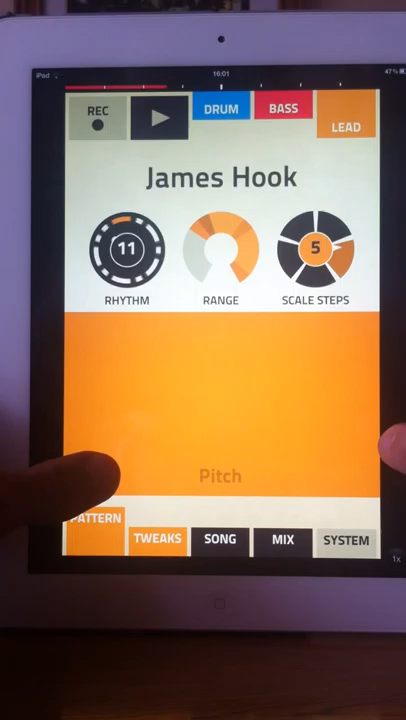 iPad 16:01 47%
REC DRUM BASS LEAD
James Hook
11 5
RHYTHM RANGE SCALE STEPS
Pitch
PATTERN TWEAKS SONG MIX SYSTEM
1x